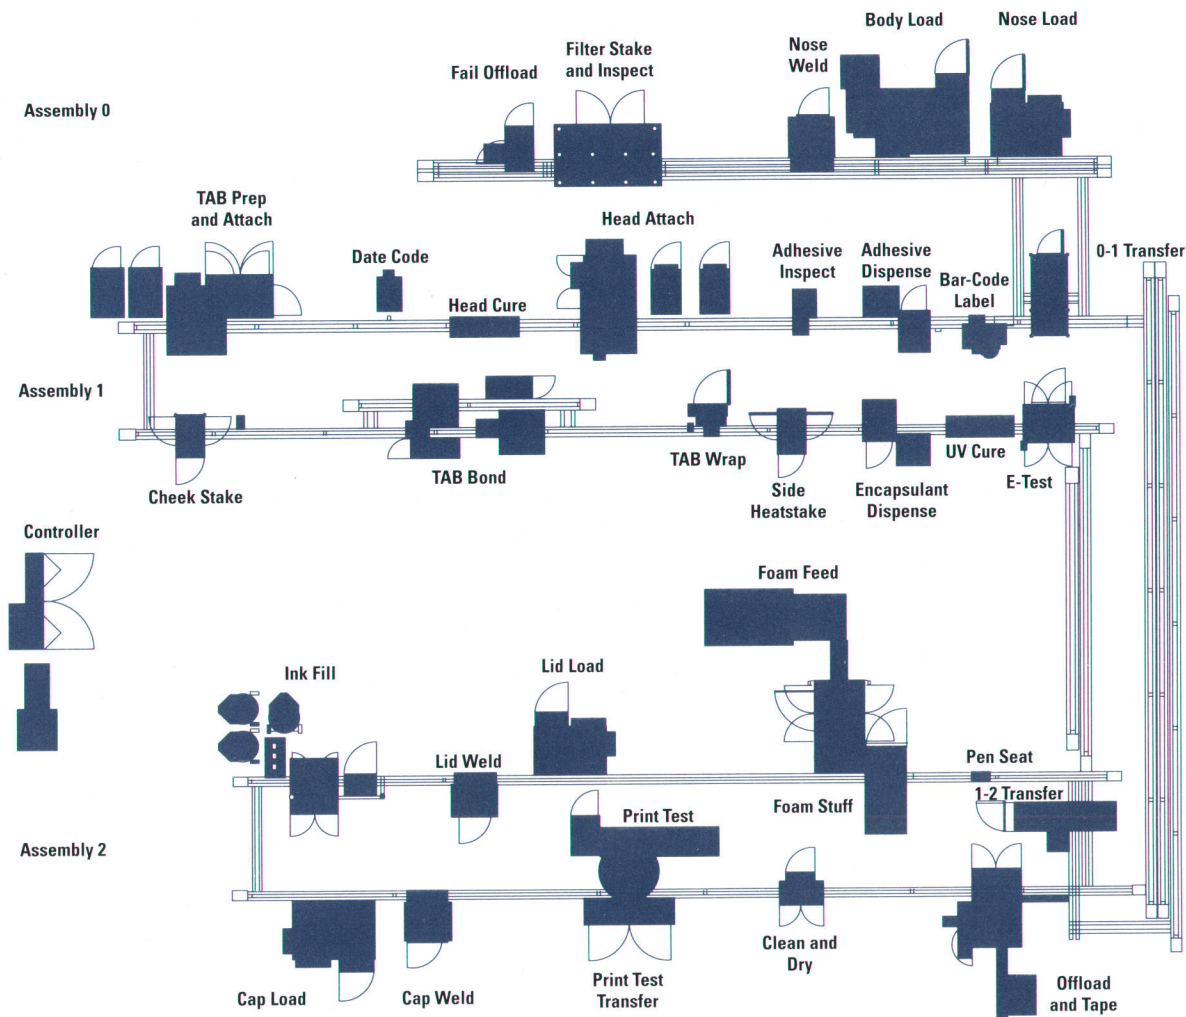 Body Load
Nose Load
Nose
Weld
Filter Stake
and Inspect
Fail Offload
Assembly 0
TAB Prep
and Attach
Head Attach
Date Code
Head Cure
Adhesive
Inspect
Adhesive
Dispense
Bar-Code
Label
0-1 Transfer
Assembly 1
Cheek Stake
TAB Bond
TAB Wrap
Side
Heatstake
Encapsulant
Dispense
UV Cure
E-Test
Controller
Foam Feed
Ink Fill
Lid Load
Lid Weld
Foam Stuff
Pen Seat
1-2 Transfer
Print Test
Assembly 2
Cap Load
Cap Weld
Print Test
Transfer
Clean and
Dry
Offload
and Tape